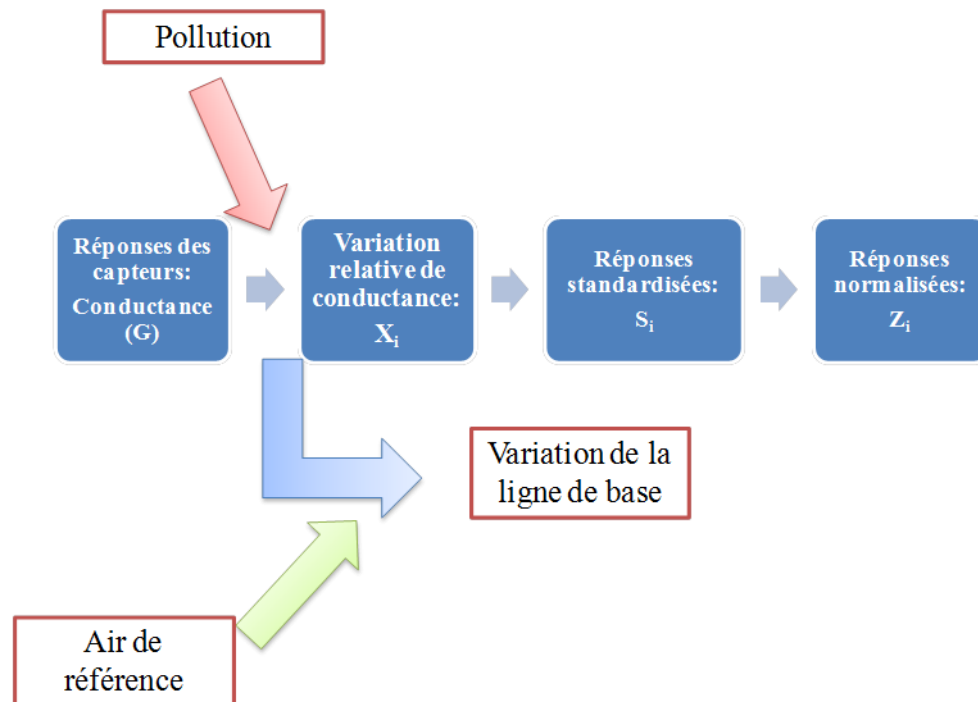 Pollution
Réponses des
capteurs:
Conductance
(G)
Variation
relative de
conductance:
Xi
Réponses
standardisées:
Si
Réponses
normalisées:
Zi
Variation de la
ligne de base
Air de
référence